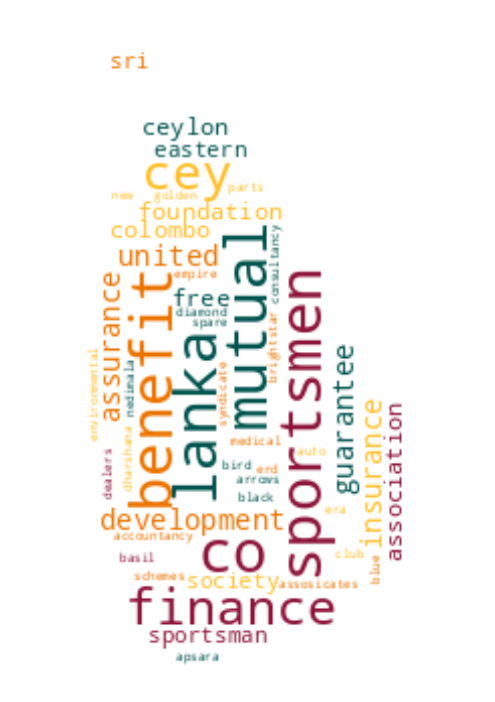 sri
ceylon
eastern
cey
parts
new
golden
foundation
colombo
mutual
consultancy
united
empire
benefit
assurance
sportsmen
free
diamond
spare
brightstar
lanka
guarantee
environmental
nedimala
syndicate
insurance
association
dharshana
medical
auto
dealers
bird
erd
arrows
black
era
development
accountancy
co
club
basil
blue
schemes
society
assosicates
finance
sportsman
apsara